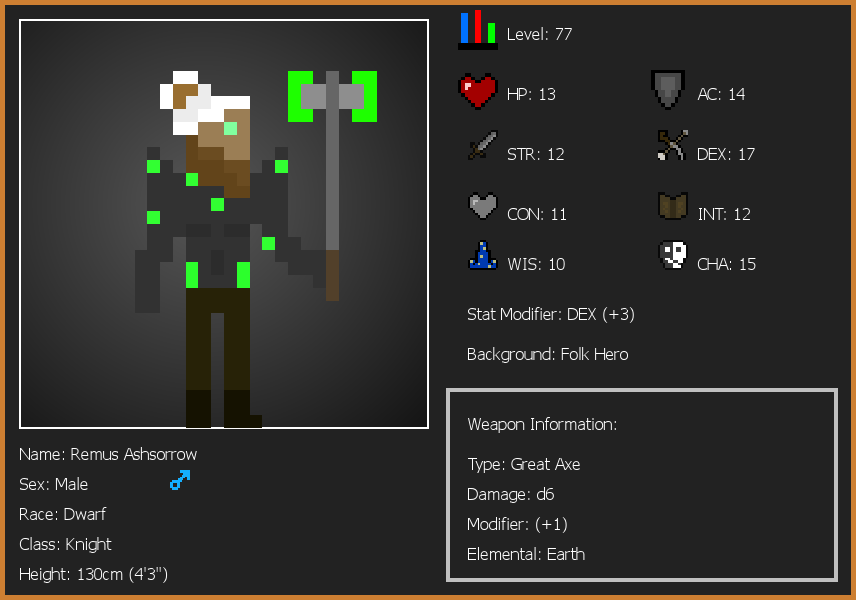 Level: 77
HP: 13
AC: 14
STR: 12
DEX: 17
CON: 11
INT: 12
WIS: 10
CHA: 15
Stat Modifier: DEX (+3)
Background: Folk Hero
Weapon Information:
Type: Great Axe
Damage: d6
Modifier: (+1)
Elemental: Earth
Name: Remus Ashsorrow
Sex: Male
Race: Dwarf
Class: Knight
Height: 130cm (4'3")